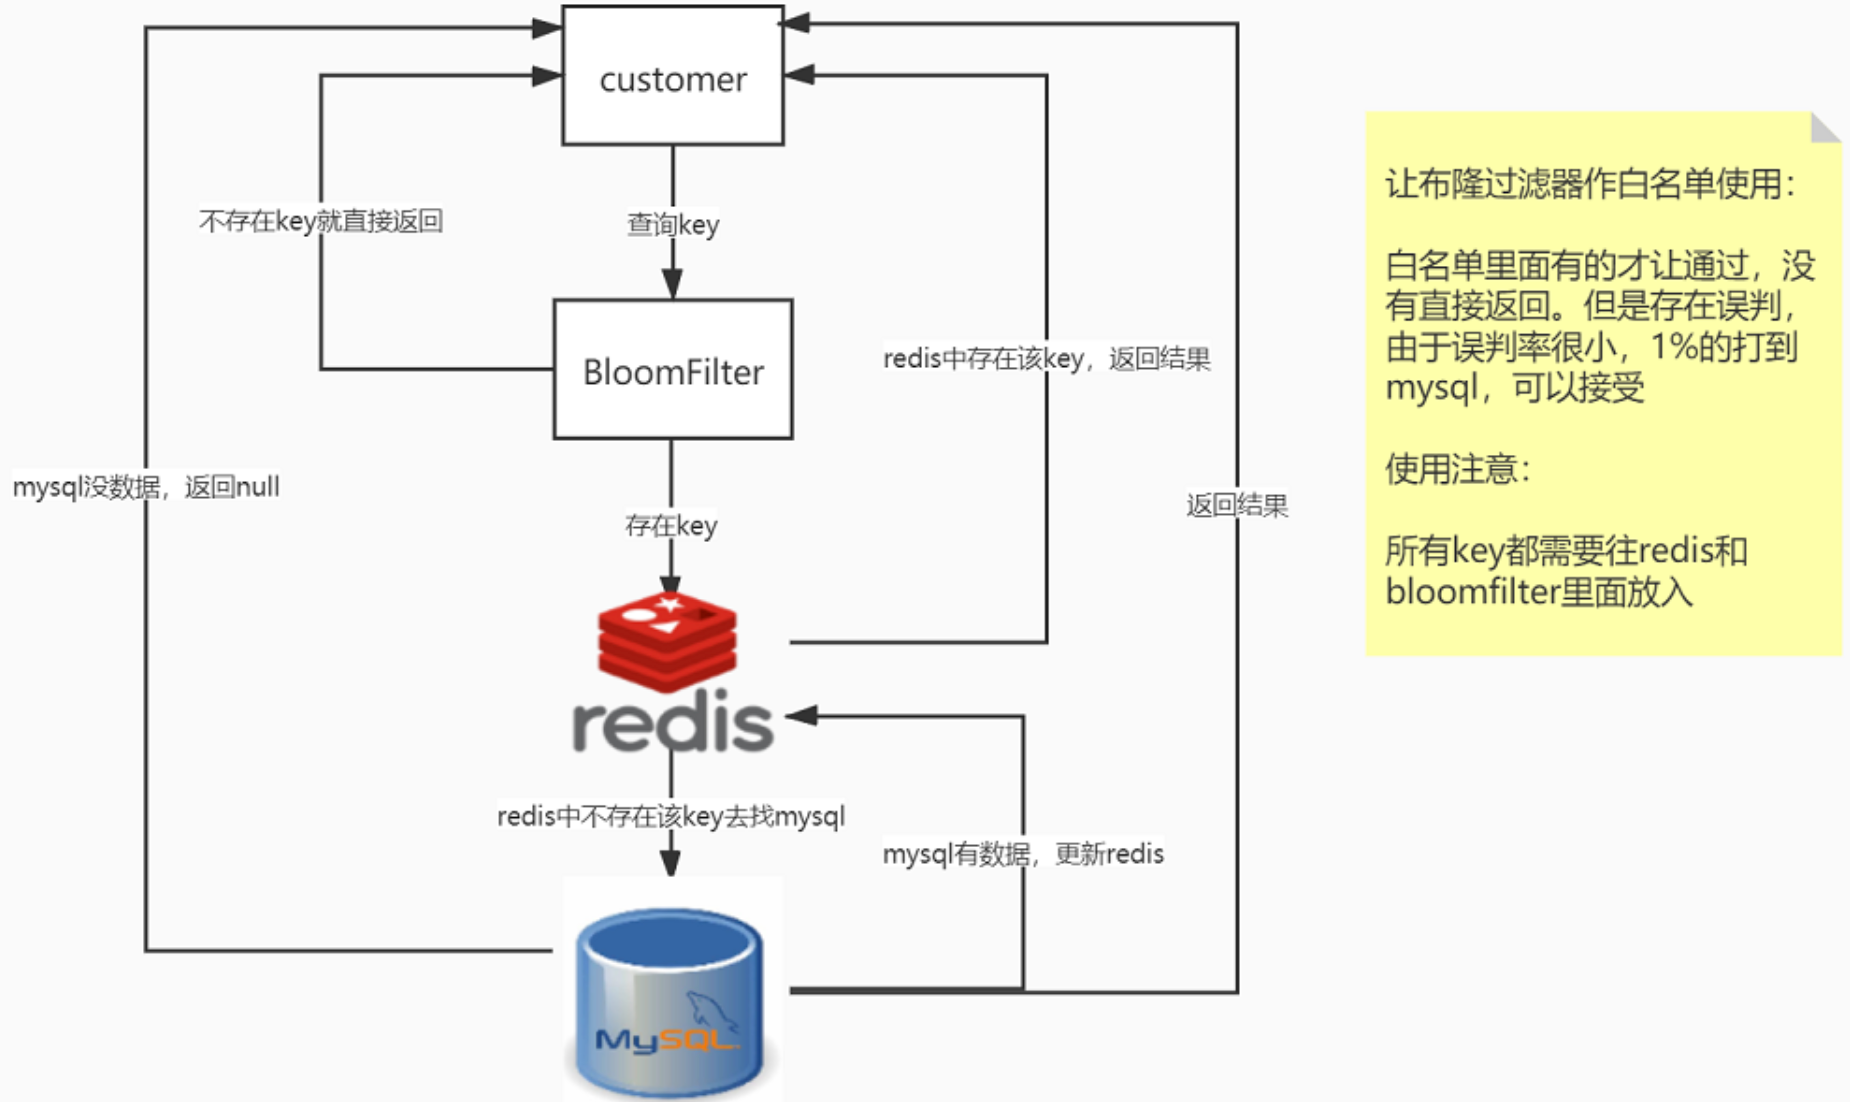 customer
不存在key就直接返回
查询key
BloomFilter
redis中存在该key，返回结果
mysql没数据，返回null
存在key
返回结果
redis
redis中不存在该key去找mysql
mysql有数据，更新redis
MySQL
让布隆过滤器作白名单使用：
白名单里面有的才让通过，没
有直接返回。但是存在误判，
由于误判率很小，1%的打到
mysql，可以接受
使用注意：
所有key都需要往redis和
bloomfilter里面放入